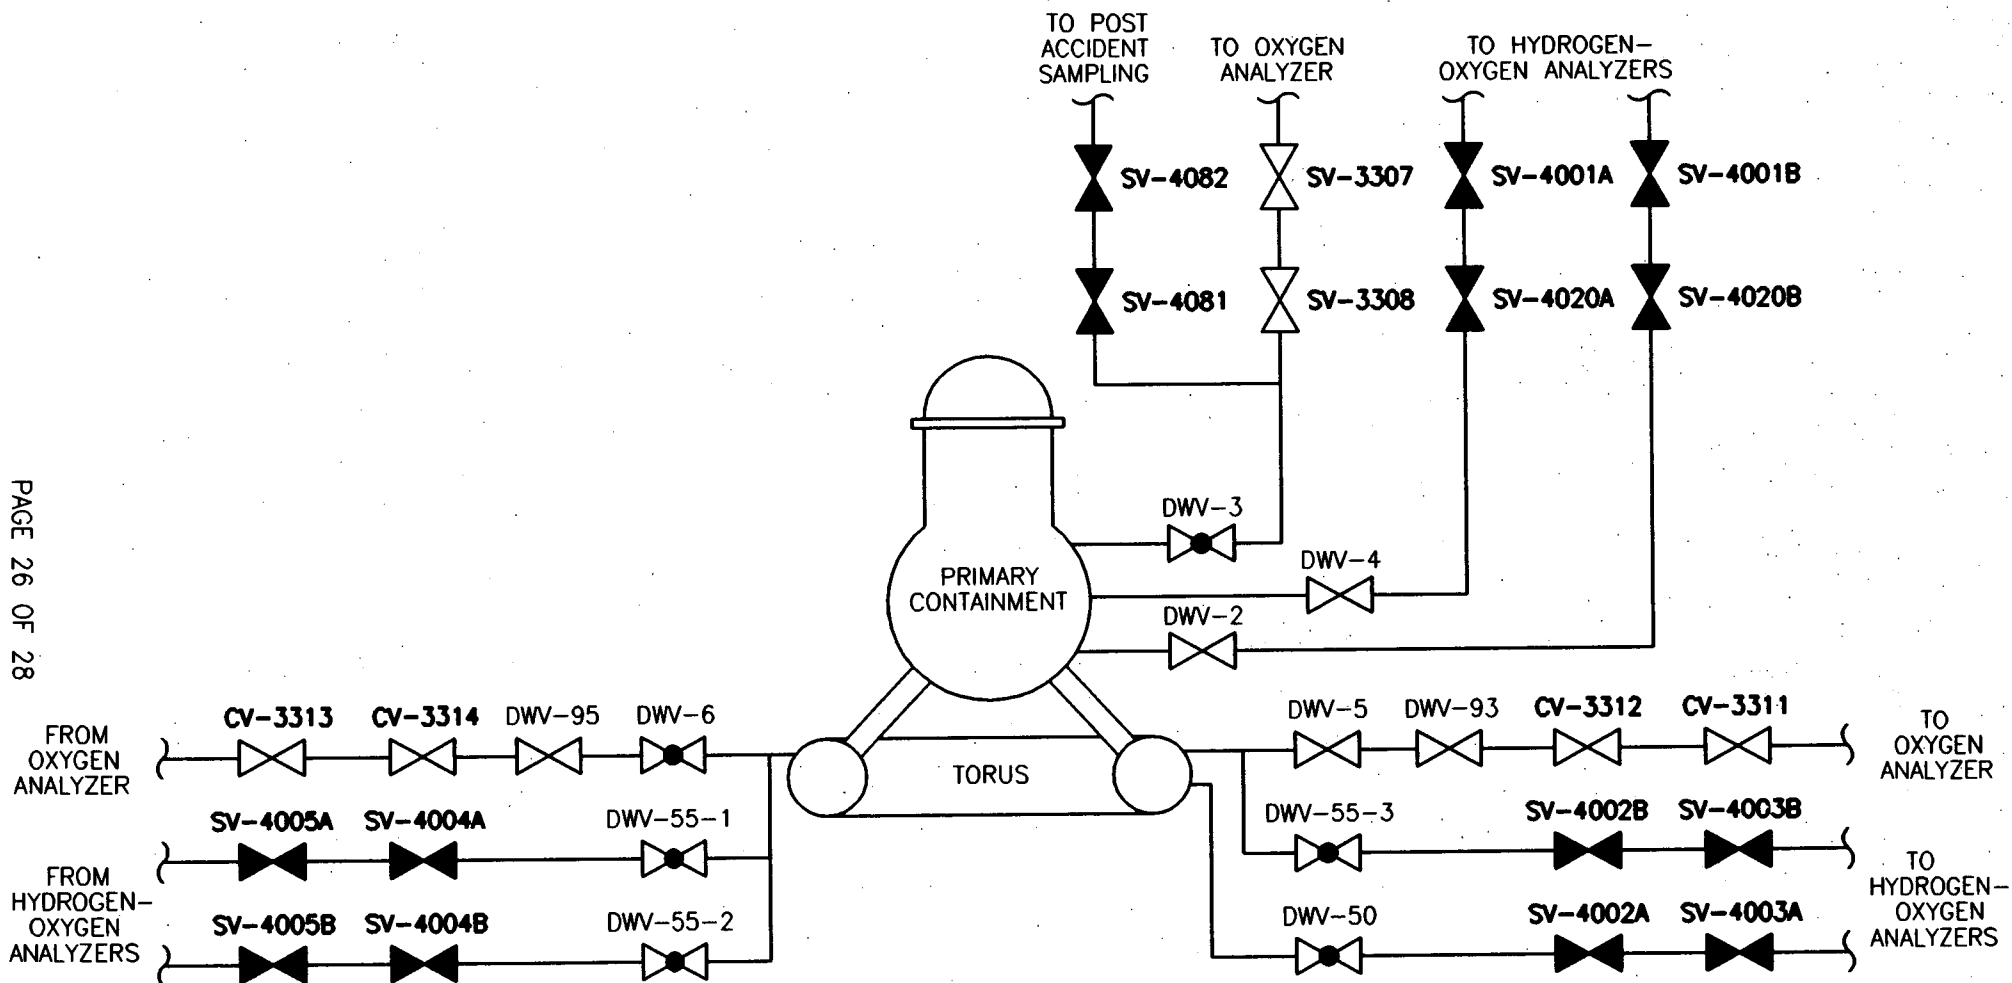 TO POST
ACCIDENT
SAMPLING
TO OXYGEN
ANALYZER
TO HYDROGEN-
OXYGEN ANALYZERS
SV-4082
SV-3307
SV-4001A
SV-4001B
SV-4081
SV-3308
SV-4020A
SV-4020B
DWV-3
DWV-4
DWV-2
PRIMARY
CONTAINMENT
TORUS
PAGE 26 OF 28
FROM
OXYGEN
ANALYZER
CV-3313
CV-3314
DWV-95
DWV-6
DWV-5
DWV-93
CV-3312
CV-3311
TO
OXYGEN
ANALYZER
FROM
HYDROGEN-
OXYGEN
ANALYZERS
SV-4005A
SV-4004A
DWV-55-1
DWV-55-3
SV-4002B
SV-4003B
SV-4005B
SV-4004B
DWV-55-2
DWV-50
SV-4002A
SV-4003A
TO
HYDROGEN-
OXYGEN
ANALYZERS